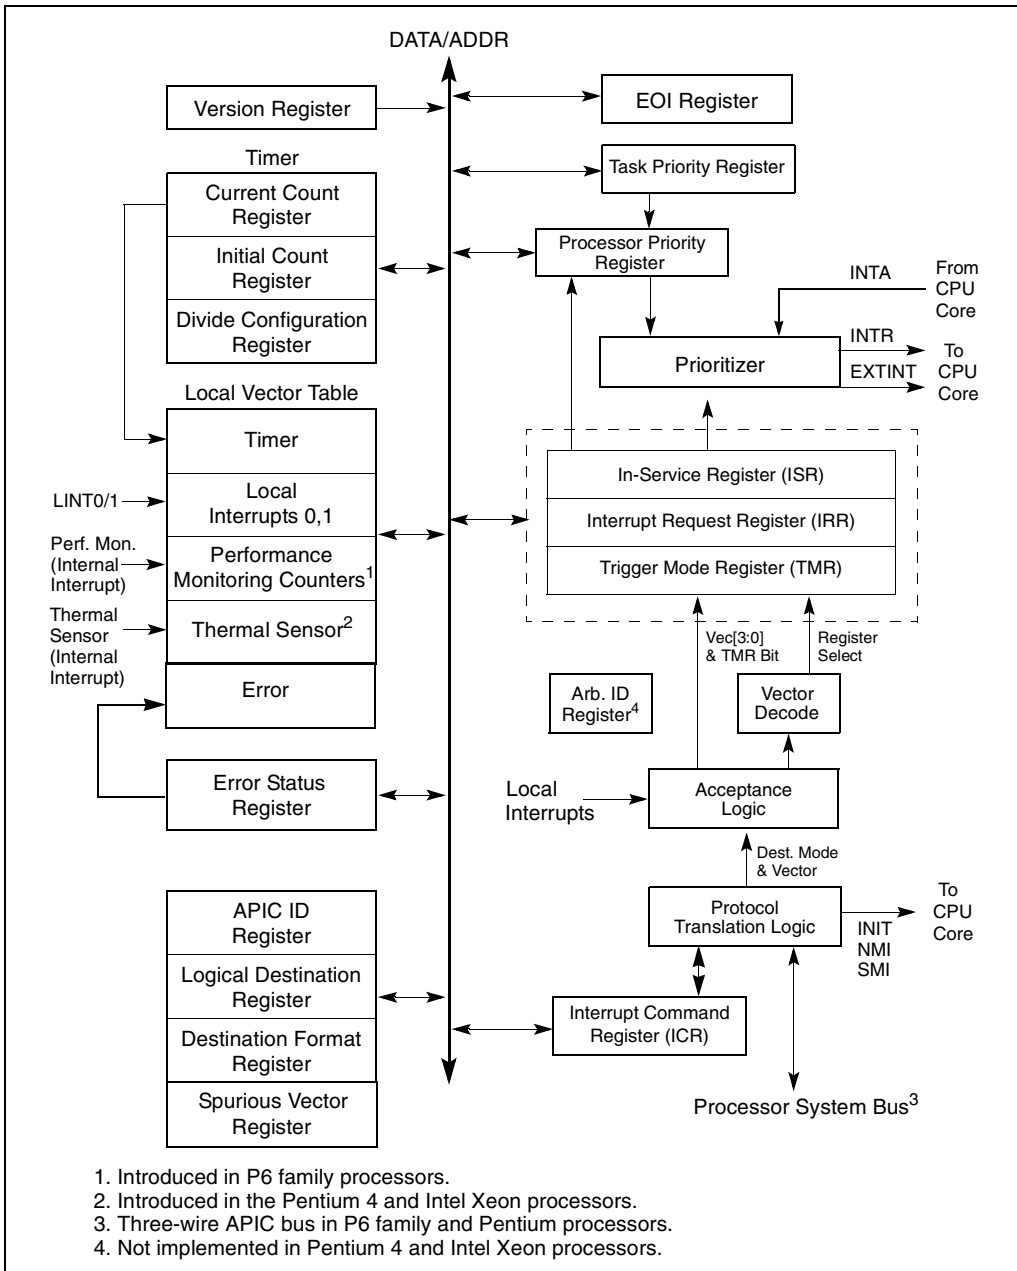 DATA/ADDR
Version Register
EOI Register
Timer
Current Count
Register
Initial Count
Register
Divide Configuration
Register
Task Priority Register
Processor Priority
Register
INTA
From
CPU
Core
Prioritizer
INTR
EXTINT
To
CPU
Core
Local Vector Table
Timer
Local
Interrupts 0,1
Performance
Monitoring Counters1
Thermal Sensor2
Error
LINT0/1
Perf. Mon.
(Internal
Interrupt)
Thermal
Sensor
(Internal
Interrupt)
In-Service Register (ISR)
Interrupt Request Register (IRR)
Trigger Mode Register (TMR)
Vec[3:0]
& TMR Bit
Register
Select
Arb. ID
Register4
Vector
Decode
Error Status
Register
Local
Interrupts
Acceptance
Logic
Dest. Mode
& Vector
APIC ID
Register
Logical Destination
Register
Destination Format
Register
Spurious Vector
Register
Protocol
Translation Logic
INIT
NMI
SMI
To
CPU
Core
Interrupt Command
Register (ICR)
Processor System Bus3
1. Introduced in P6 family processors.
2. Introduced in the Pentium 4 and Intel Xeon processors.
3. Three-wire APIC bus in P6 family and Pentium processors.
4. Not implemented in Pentium 4 and Intel Xeon processors.